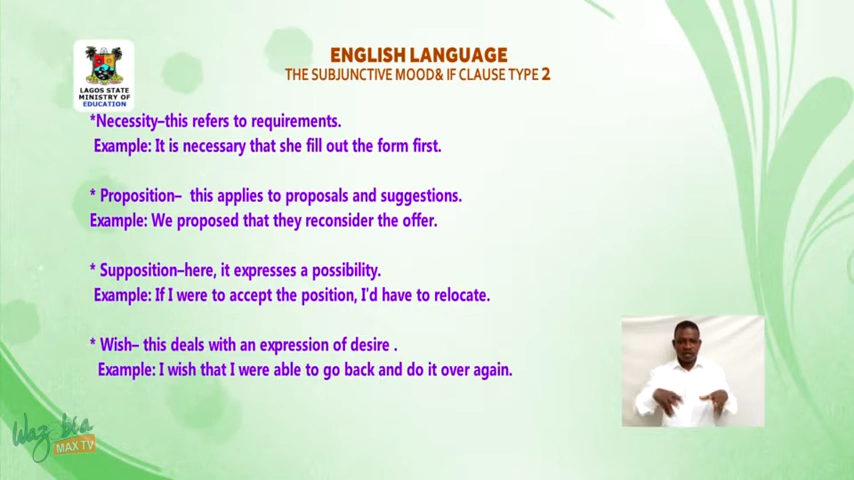 ENGLISH LANGUAGE
THE SUBJUNCTIVE MOOD& IF CLAUSE TYPE 2
LAGOS STATE
MINISTRY OF
EDUCATION
*Necessity–this refers to requirements.
Example: It is necessary that she fill out the form first.
* Proposition– this applies to proposals and suggestions.
Example: We proposed that they reconsider the offer.
* Supposition–here, it expresses a possibility.
Example: If I were to accept the position, I'd have to relocate.
* Wish– this deals with an expression of desire .
Example: I wish that I were able to go back and do it over again.
Wazobia
MAX TV